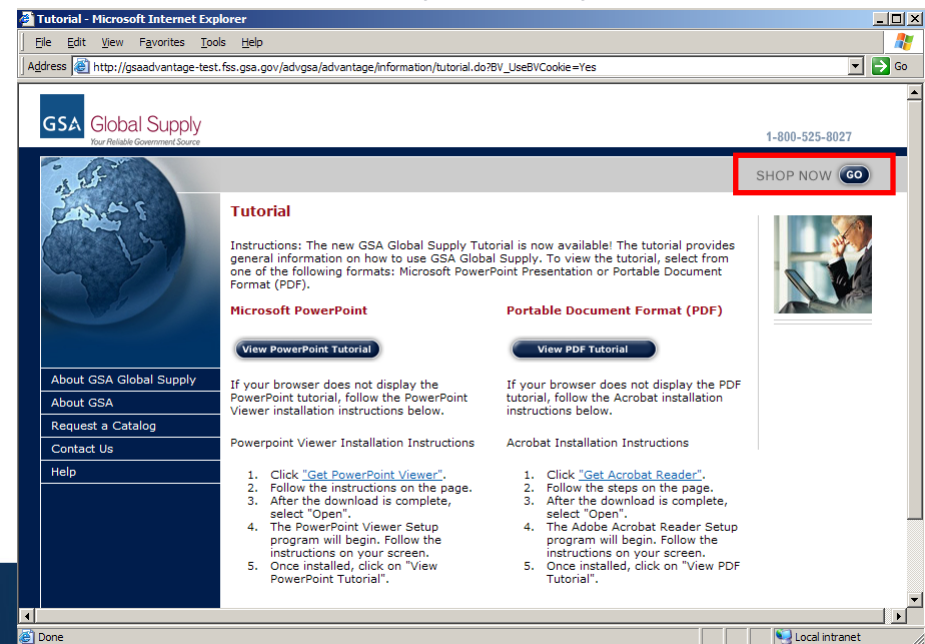 Tutorial - Microsoft Internet Explorer
File Edit View Favorites Tools Help
Address http://gsaadvantage-test.fss.gsa.gov/advgsa/advantage/information/tutorial.do?BV_UseBVCookie=Yes Go
GSA Global Supply
Your Reliable Government Source
1-800-525-8027
SHOP NOW GO
Tutorial
Instructions: The new GSA Global Supply Tutorial is now available! The tutorial provides
general information on how to use GSA Global Supply. To view the tutorial, select from
one of the following formats: Microsoft PowerPoint Presentation or Portable Document
Format (PDF).
Microsoft PowerPoint
View PowerPoint Tutorial
If your browser does not display the
PowerPoint tutorial, follow the PowerPoint
Viewer installation instructions below.
Powerpoint Viewer Installation Instructions
1. Click "Get PowerPoint Viewer".
2. Follow the instructions on the page.
3. After the download is complete,
select "Open".
4. The PowerPoint Viewer Setup
program will begin. Follow the
instructions on your screen.
5. Once installed, click on "View
PowerPoint Tutorial".
Portable Document Format (PDF)
View PDF Tutorial
If your browser does not display the PDF
tutorial, follow the Acrobat installation
instructions below.
Acrobat Installation Instructions
1. Click "Get Acrobat Reader".
2. Follow the steps on the page.
3. After the download is complete,
select "Open".
4. The Adobe Acrobat Reader Setup
program will begin. Follow the
instructions on your screen.
5. Once installed, click on "View PDF
Tutorial".
About GSA Global Supply
About GSA
Request a Catalog
Contact Us
Help
Done
Local intranet